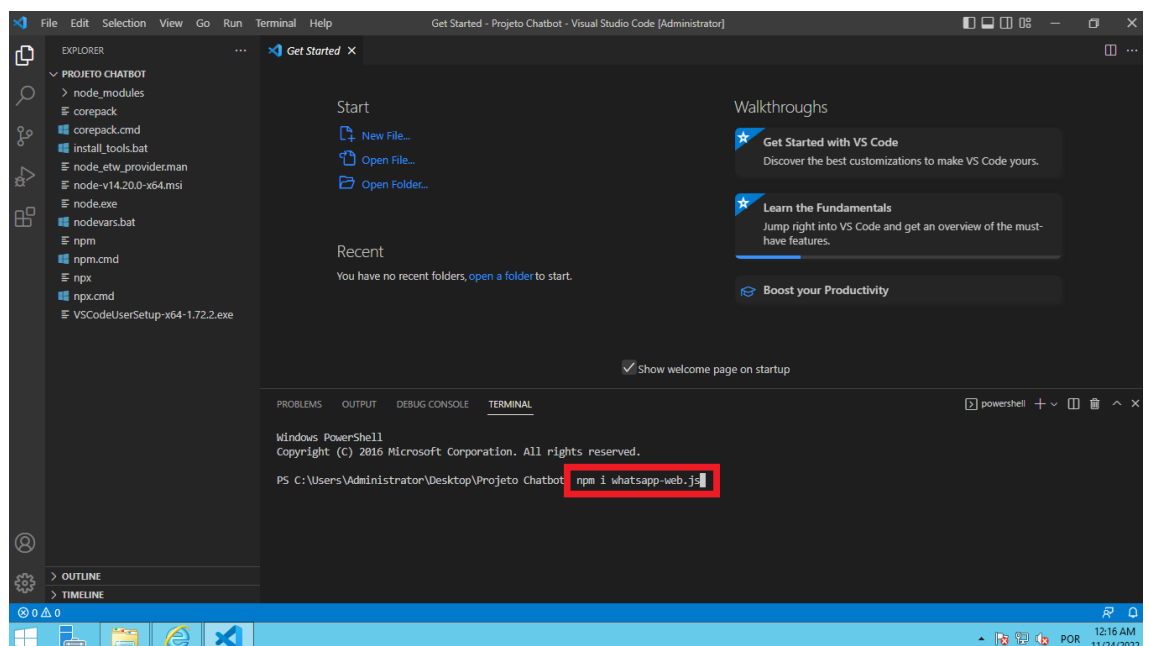 File Edit Selection View Go Run Terminal Help Get Started - Projeto Chatbot - Visual Studio Code [Administrator]
EXPLORER
Get Started
PROJETO CHATBOT
node_modules
corepack
corepack.cmd
install_tools.bat
node_etw_provider.man
node-v14.20.0-x64.msi
node.exe
nodevars.bat
npm
npm.cmd
npx
npx.cmd
VSCodeUserSetup-x64-1.72.2.exe
OUTLINE
TIMELINE
Start
New File...
Open File...
Open Folder...
Recent
You have no recent folders, open a folder to start.
Walkthroughs
Get Started with VS Code
Discover the best customizations to make VS Code yours.
Learn the Fundamentals
Jump right into VS Code and get an overview of the must-
have features.
Boost your Productivity
Show welcome page on startup
PROBLEMS OUTPUT DEBUG CONSOLE TERMINAL powershell
Windows PowerShell
Copyright (C) 2016 Microsoft Corporation. All rights reserved.
PS C:\Users\Administrator\Desktop\Projeto Chatbot npm i whatsapp-web.js
0 0
POR 12:16 AM